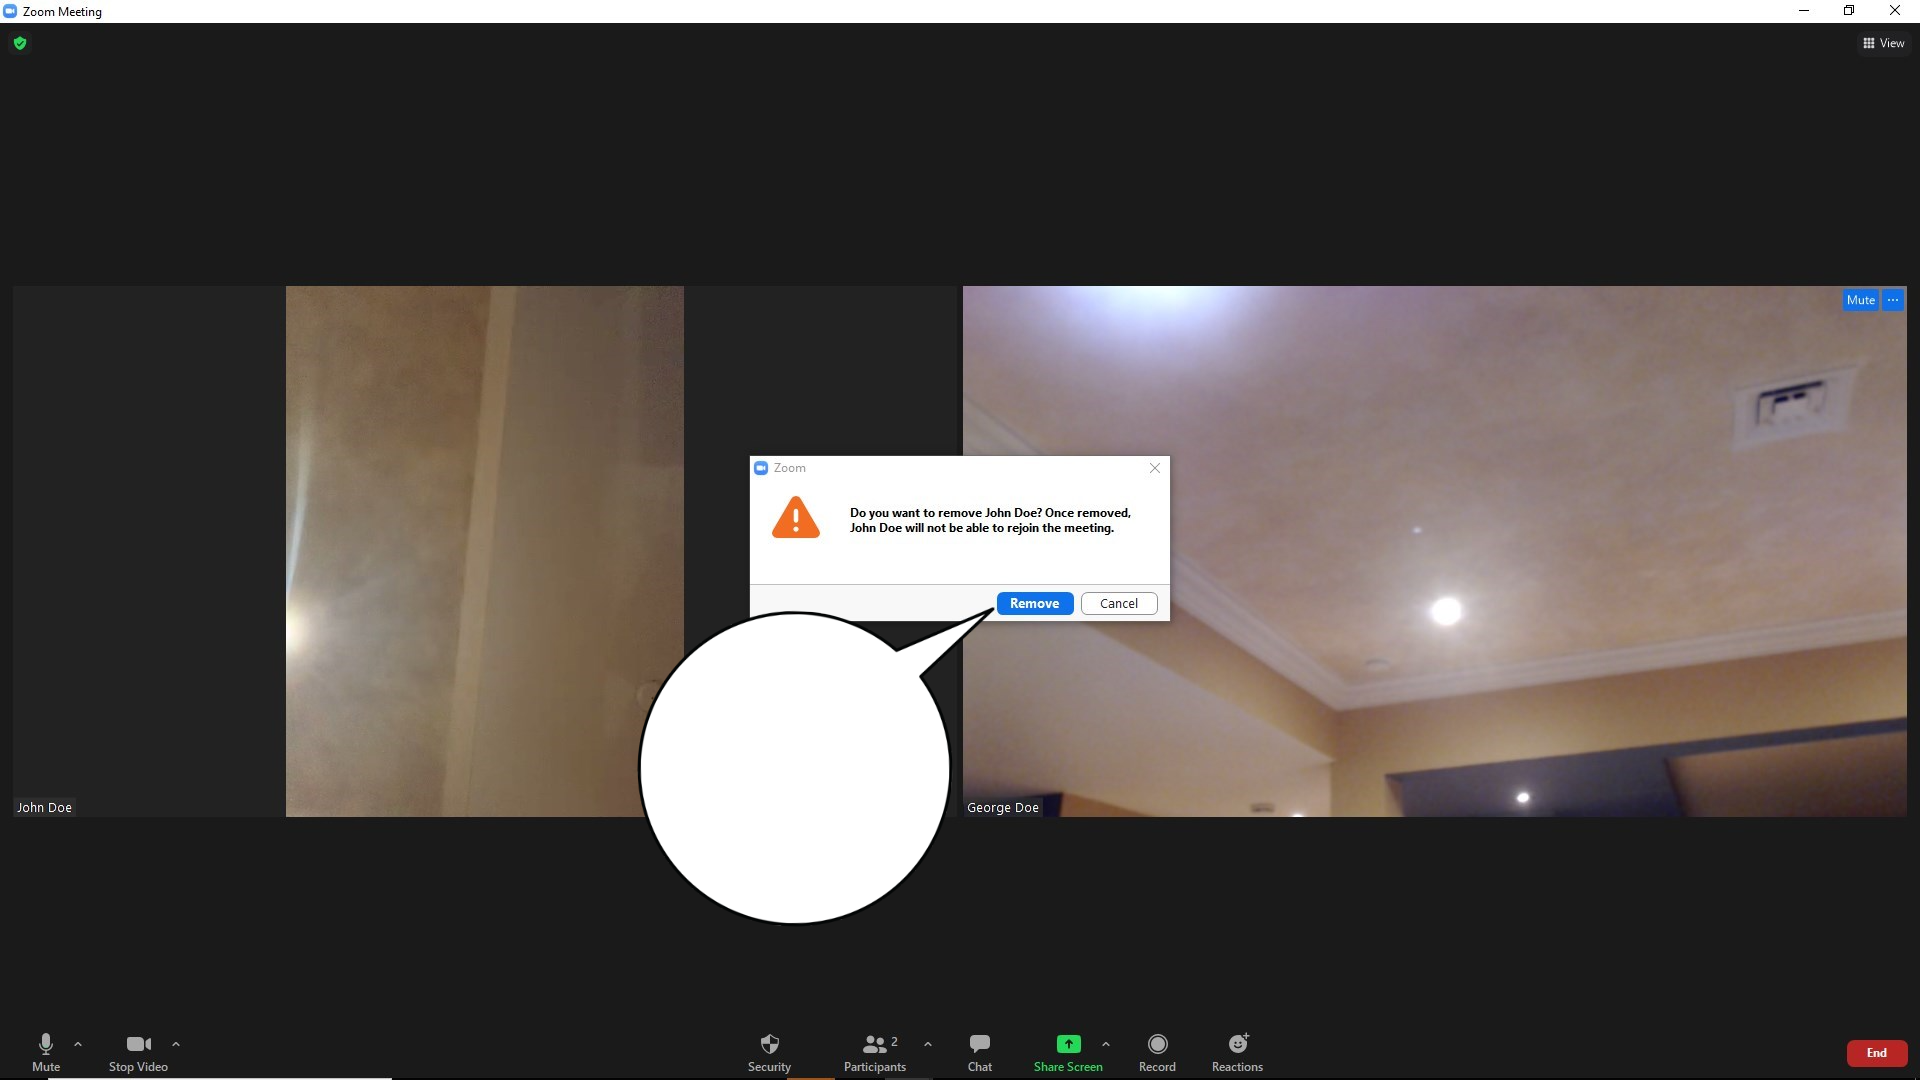 Zoom Meeting
View
Mute
Zoom
Do you want to remove John Doe? Once removed,
John Doe will not be able to rejoin the meeting.
Remove
Cancel
John Doe
George Doe
2
Mute
Stop Video
Security
Participants
Chat
Share Screen
Record
Reactions
End